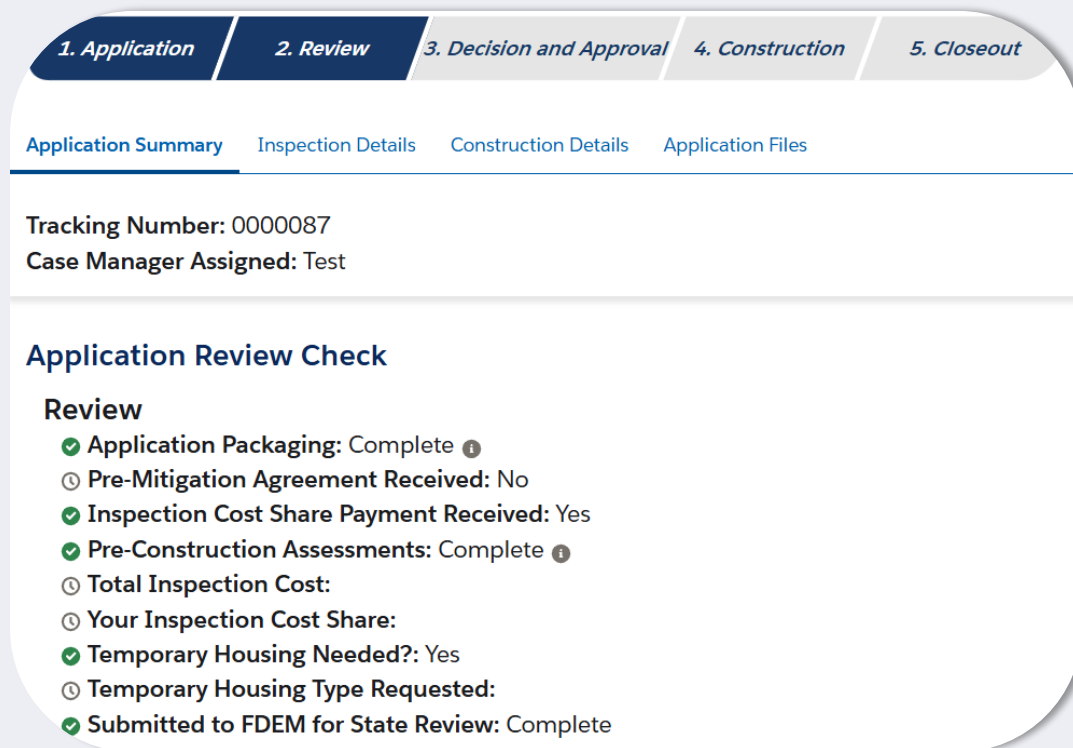 1. Application 2. Review 3. Decision and Approval 4. Construction 5. Closeout
Application Summary Inspection Details Construction Details Application Files
Tracking Number: 0000087
Case Manager Assigned: Test
Application Review Check
Review
Application Packaging: Complete
Pre-Mitigation Agreement Received: No
Inspection Cost Share Payment Received: Yes
Pre-Construction Assessments: Complete
Total Inspection Cost:
Your Inspection Cost Share:
Temporary Housing Needed?: Yes
Temporary Housing Type Requested:
Submitted to FDEM for State Review: Complete